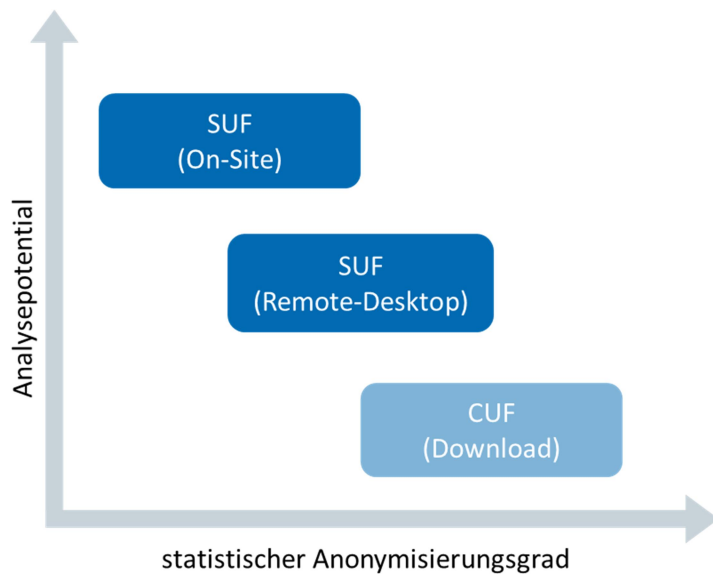 SUF
(On-Site)
SUF
(Remote-Desktop)
CUF
(Download)
Analysepotential
statistischer Anonymisierungsgrad